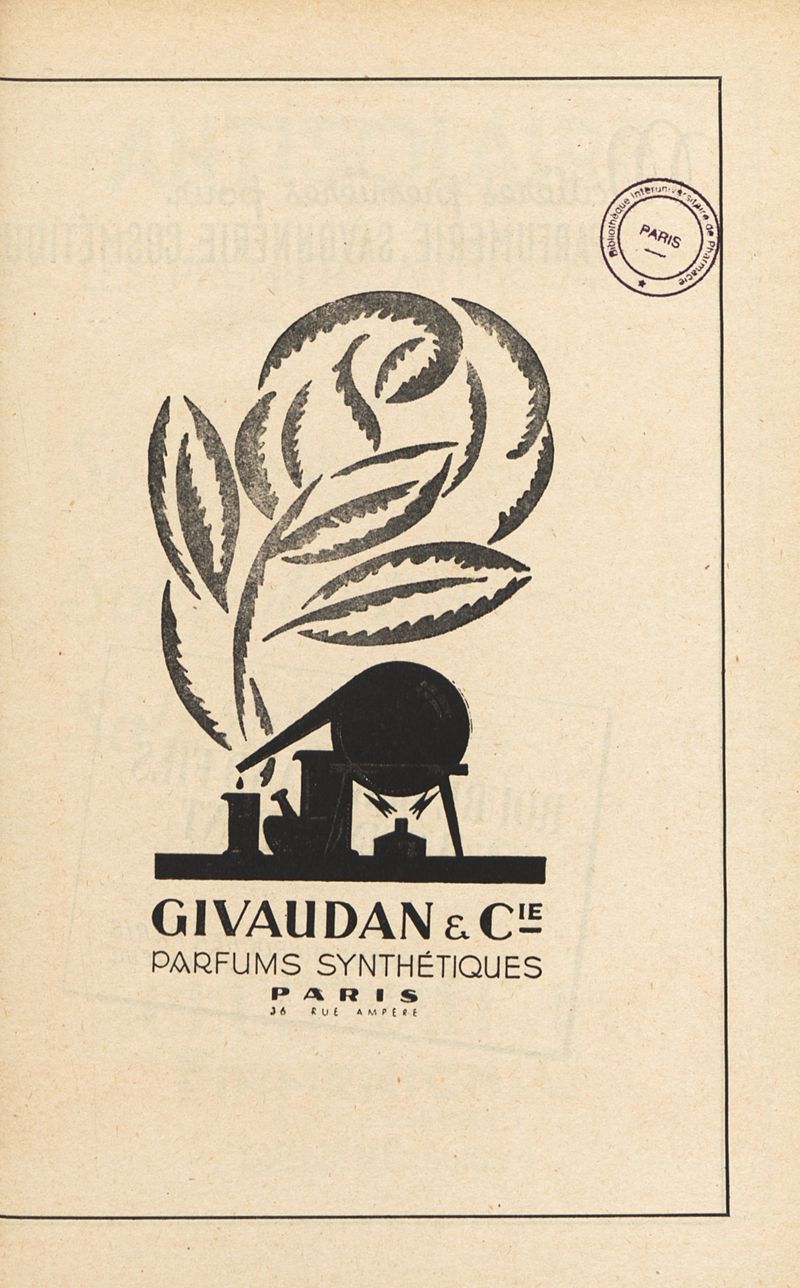 Bibliothèque Interuniversitaire de Pharmacie
PARIS
GIVAUDAN & CIE
PARFUMS SYNTHÉTIQUES
PARIS
36 RUE AMPÈRE